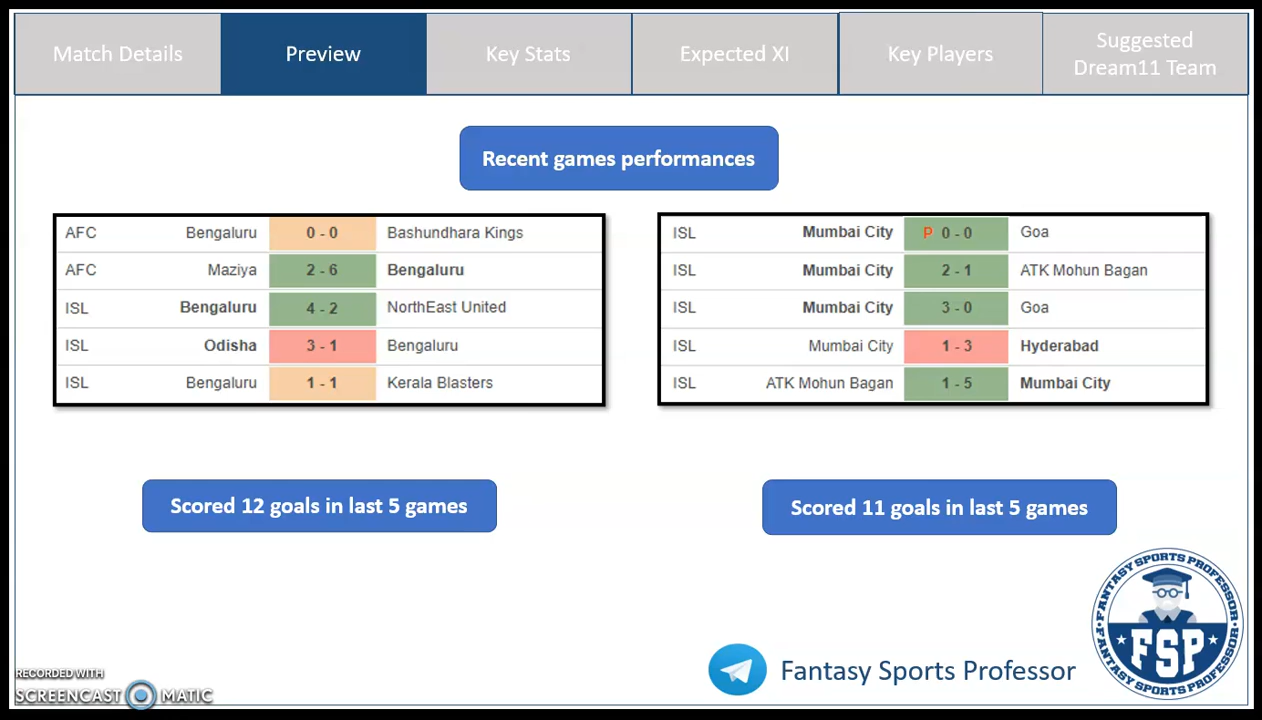 Match Details
Preview
Key Stats
Expected XI
Key Players
Suggested
Dream11 Team
Recent games performances
AFC Bengaluru 0 - 0 Bashundhara Kings
AFC Maziya 2 - 6 Bengaluru
ISL Bengaluru 4 - 2 NorthEast United
ISL Odisha 3 - 1 Bengaluru
ISL Bengaluru 1 - 1 Kerala Blasters
ISL Mumbai City P 0 - 0 Goa
ISL Mumbai City 2 - 1 ATK Mohun Bagan
ISL Mumbai City 3 - 0 Goa
ISL Mumbai City 1 - 3 Hyderabad
ISL ATK Mohun Bagan 1 - 5 Mumbai City
Scored 12 goals in last 5 games
Scored 11 goals in last 5 games
Fantasy Sports Professor
FANTASY SPORTS PROFESSOR
FSP
FANTASY SPORTS PROFESSOR
RECORDED WITH
SCREENCAST MATIC